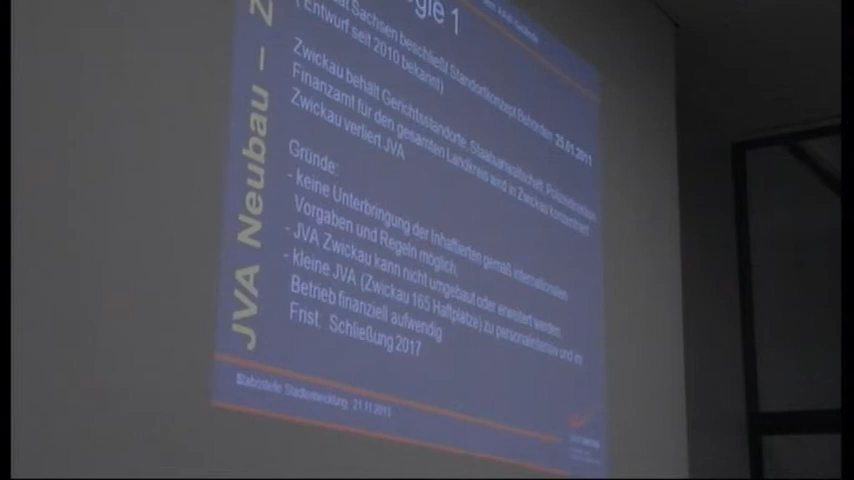 gie 1
JVA Neubau – Z
Sachsen beschließt Standortkonzept Behörden 25.01.2011
( Entwurf seit 2010 bekannt)
Zwickau behält Gerichtsstandorte, Staatsanwaltschaft, Polizeidirektion
Finanzamt für den gesamten Landkreis wird in Zwickau konzentriert
Zwickau verliert JVA
Gründe:
- keine Unterbringung der Inhaftierten gemäß internationalen
Vorgaben und Regeln möglich,
- JVA Zwickau kann nicht umgebaut oder erweitert werden,
- kleine JVA (Zwickau 165 Haftplätze) zu personalintensiv und im
Betrieb finanziell aufwendig
Frist: Schließung 2017
Stabsstelle Stadtentwicklung, 21.11.2013